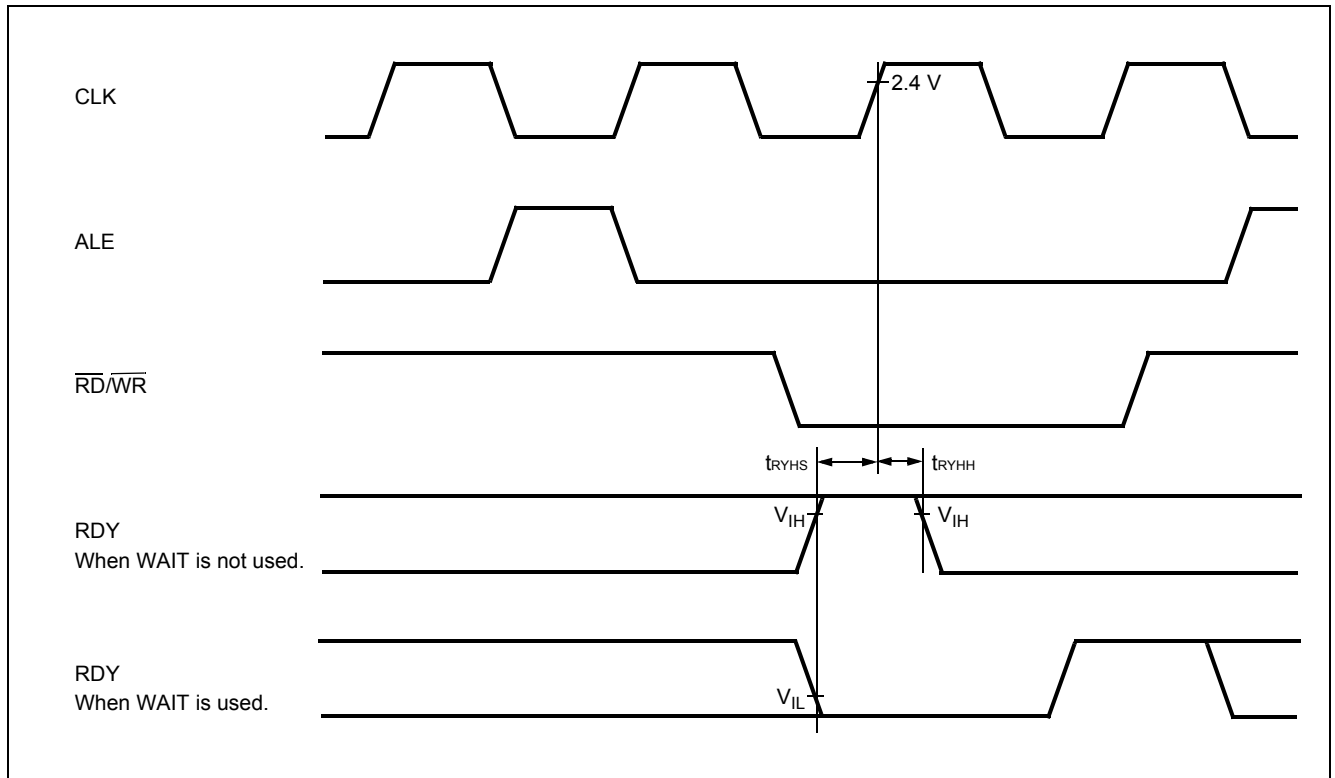 CLK
2.4 V
ALE
RD/WR
tRYHS
tRYHH
RDY
When WAIT is not used.
VIH
VIH
RDY
When WAIT is used.
VIL